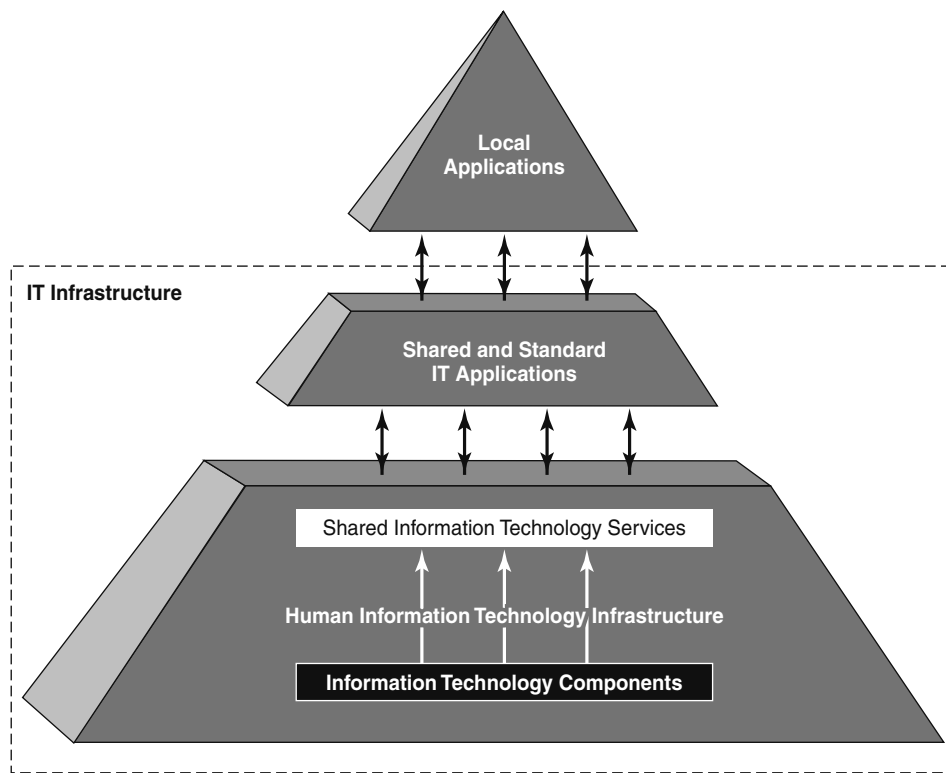 Local
Applications
IT Infrastructure
Shared and Standard
IT Applications
Shared Information Technology Services
Human Information Technology Infrastructure
Information Technology Components